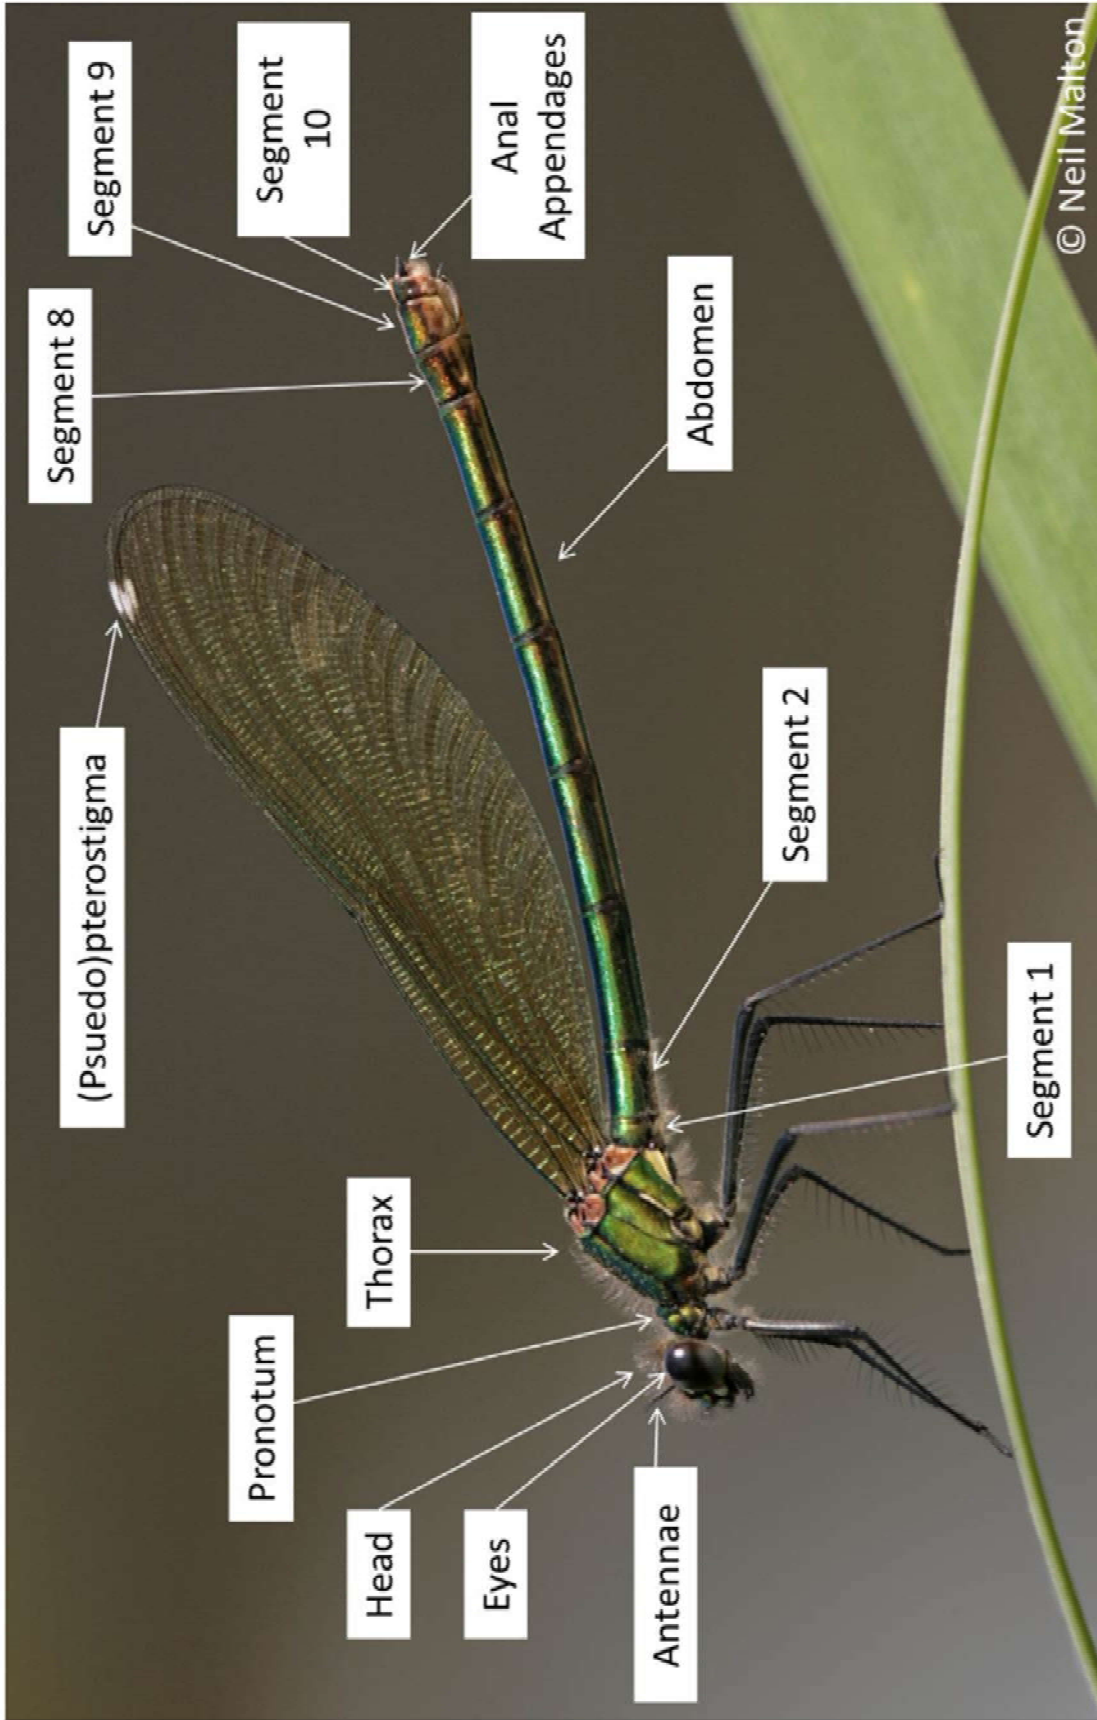 (Psuedo)pterostigma
Segment 8
Segment 9
Segment
10
Anal
Appendages
Abdomen
Segment 2
Segment 1
Thorax
Pronotum
Head
Eyes
Antennae
© Neil Malton